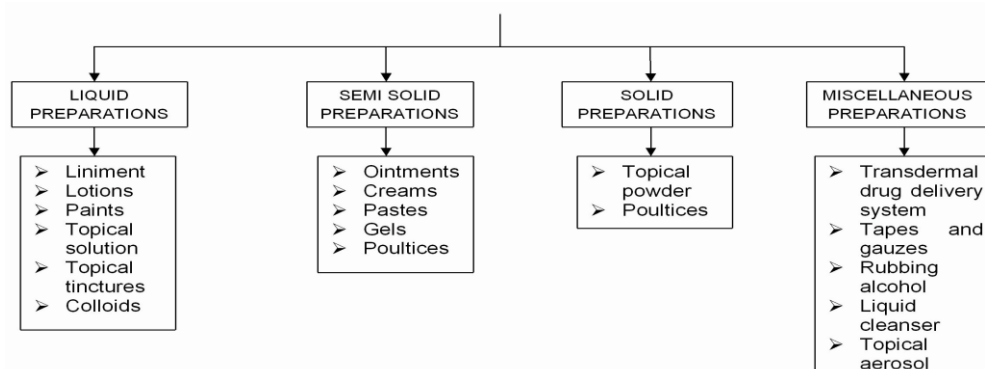 LIQUID
PREPARATIONS
SEMI SOLID
PREPARATIONS
SOLID
PREPARATIONS
MISCELLANEOUS
PREPARATIONS
➢ Liniment
➢ Lotions
➢ Paints
➢ Topical
solution
➢ Topical
tinctures
➢ Colloids
➢ Ointments
➢ Creams
➢ Pastes
➢ Gels
➢ Poultices
➢ Topical
powder
➢ Poultices
➢ Transdermal
drug delivery
system
➢ Tapes and
gauzes
➢ Rubbing
alcohol
➢ Liquid
cleanser
➢ Topical
aerosol